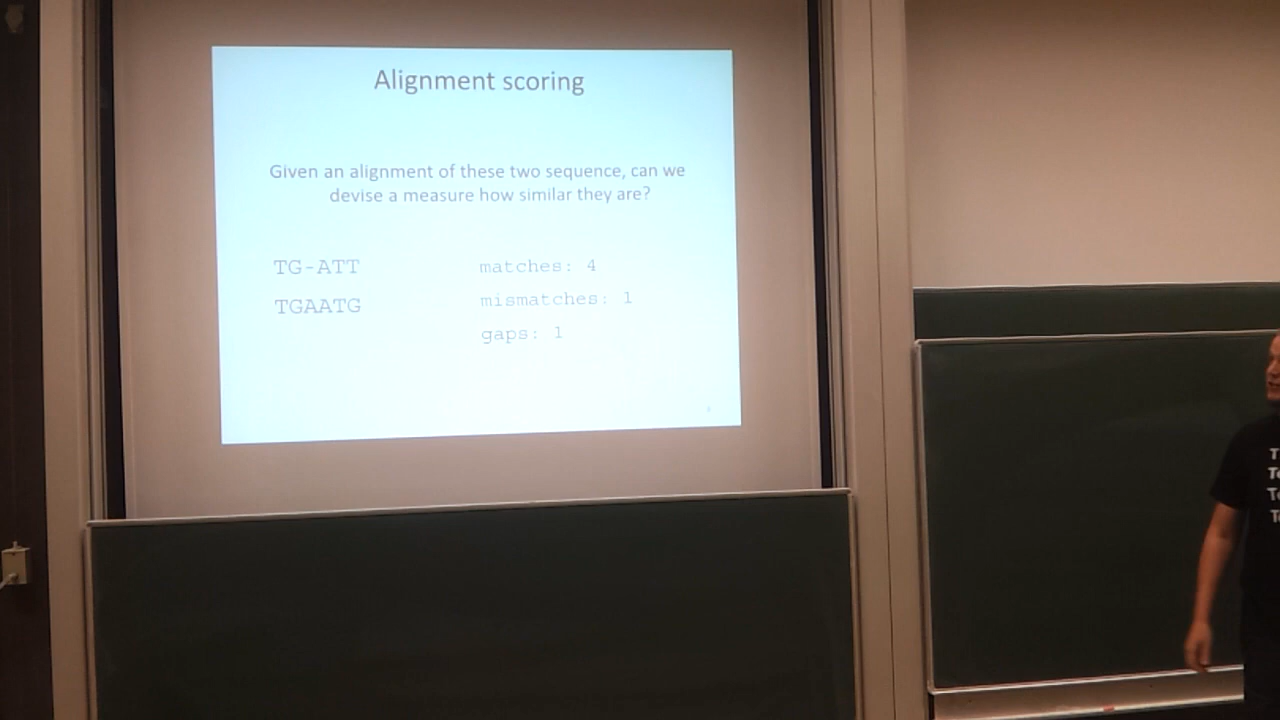 Alignment scoring
Given an alignment of these two sequence, can we
devise a measure how similar they are?
TG-ATT
TGAATG
matches: 4
mismatches: 1
gaps: 1